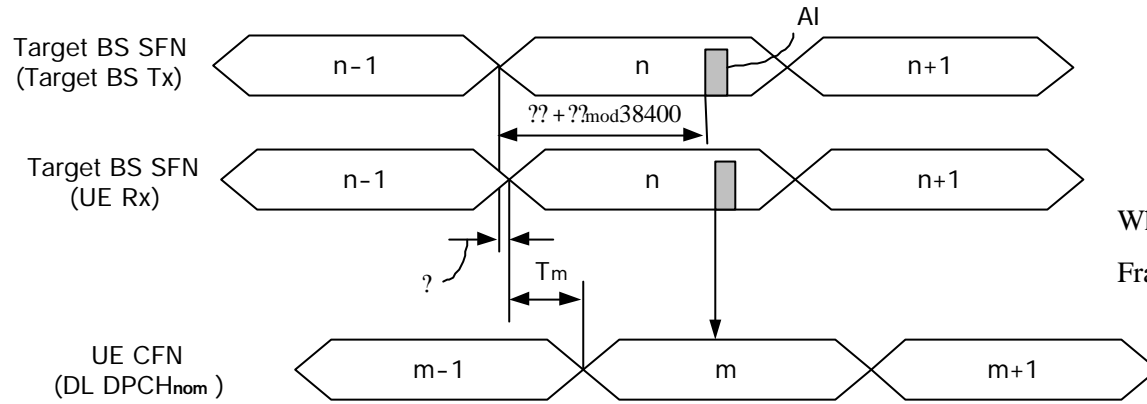 AI
Target BS SFN
(Target BS Tx)
n-1
n
n+1
?? + ??mod38400
Target BS SFN
(UE Rx)
n-1
n
n+1
?
Tm
UE CFN
(DL DPCHnom )
m-1
m
m+1